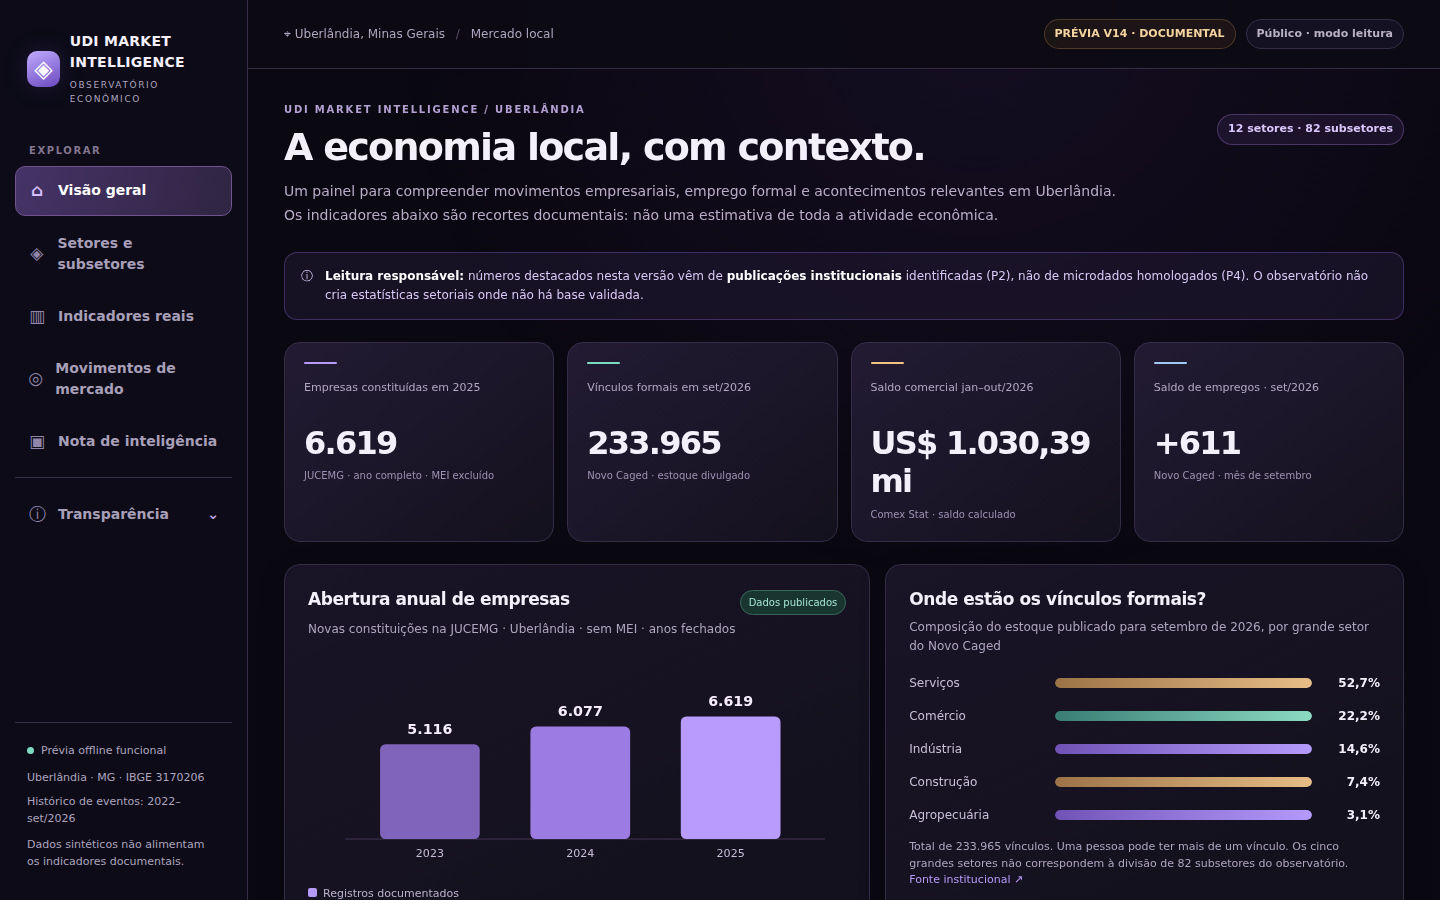 UDI MARKET
INTELLIGENCE
OBSERVATÓRIO
ECONÔMICO
EXPLORAR
Visão geral
Setores e
subsetores
Indicadores reais
Movimentos de
mercado
Nota de inteligência
Transparência
Prévia offline funcional
Uberlândia · MG · IBGE 3170206
Histórico de eventos: 2022–
set/2026
Dados sintéticos não alimentam
os indicadores documentais.
Uberlândia, Minas Gerais / Mercado local
PRÉVIA V14 · DOCUMENTAL
Público · modo leitura
UDI MARKET INTELLIGENCE / UBERLÂNDIA
A economia local, com contexto.
12 setores · 82 subsetores
Um painel para compreender movimentos empresariais, emprego formal e acontecimentos relevantes em Uberlândia.
Os indicadores abaixo são recortes documentais: não uma estimativa de toda a atividade econômica.
ⓘ Leitura responsável: números destacados nesta versão vêm de publicações institucionais identificadas (P2), não de microdados homologados (P4). O observatório não
cria estatísticas setoriais onde não há base validada.
Empresas constituídas em 2025
6.619
JUCEMG · ano completo · MEI excluído
Vínculos formais em set/2026
233.965
Novo Caged · estoque divulgado
Saldo comercial jan–out/2026
US$ 1.030,39
mi
Comex Stat · saldo calculado
Saldo de empregos · set/2026
+611
Novo Caged · mês de setembro
Abertura anual de empresas
Dados publicados
Novas constituições na JUCEMG · Uberlândia · sem MEI · anos fechados
5.116
6.077
6.619
2023
2024
2025
Registros documentados
Onde estão os vínculos formais?
Composição do estoque publicado para setembro de 2026, por grande setor
do Novo Caged
Serviços 52,7%
Comércio 22,2%
Indústria 14,6%
Construção 7,4%
Agropecuária 3,1%
Total de 233.965 vínculos. Uma pessoa pode ter mais de um vínculo. Os cinco
grandes setores não correspondem à divisão de 82 subsetores do observatório.
Fonte institucional ↗